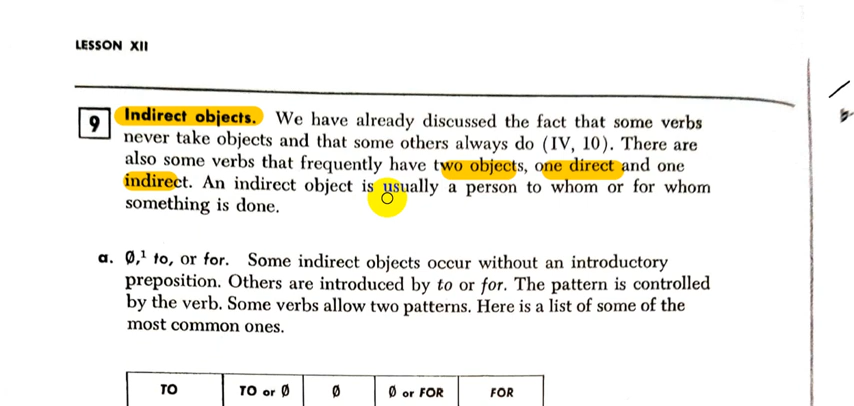 LESSON XII
9 Indirect objects. We have already discussed the fact that some verbs
never take objects and that some others always do (IV, 10). There are
also some verbs that frequently have two objects, one direct and one
indirect. An indirect object is usually a person to whom or for whom
something is done.
a. Ø,¹ to, or for. Some indirect objects occur without an introductory
preposition. Others are introduced by to or for. The pattern is controlled
by the verb. Some verbs allow two patterns. Here is a list of some of the
most common ones.
TO TO or Ø Ø Ø or FOR FOR